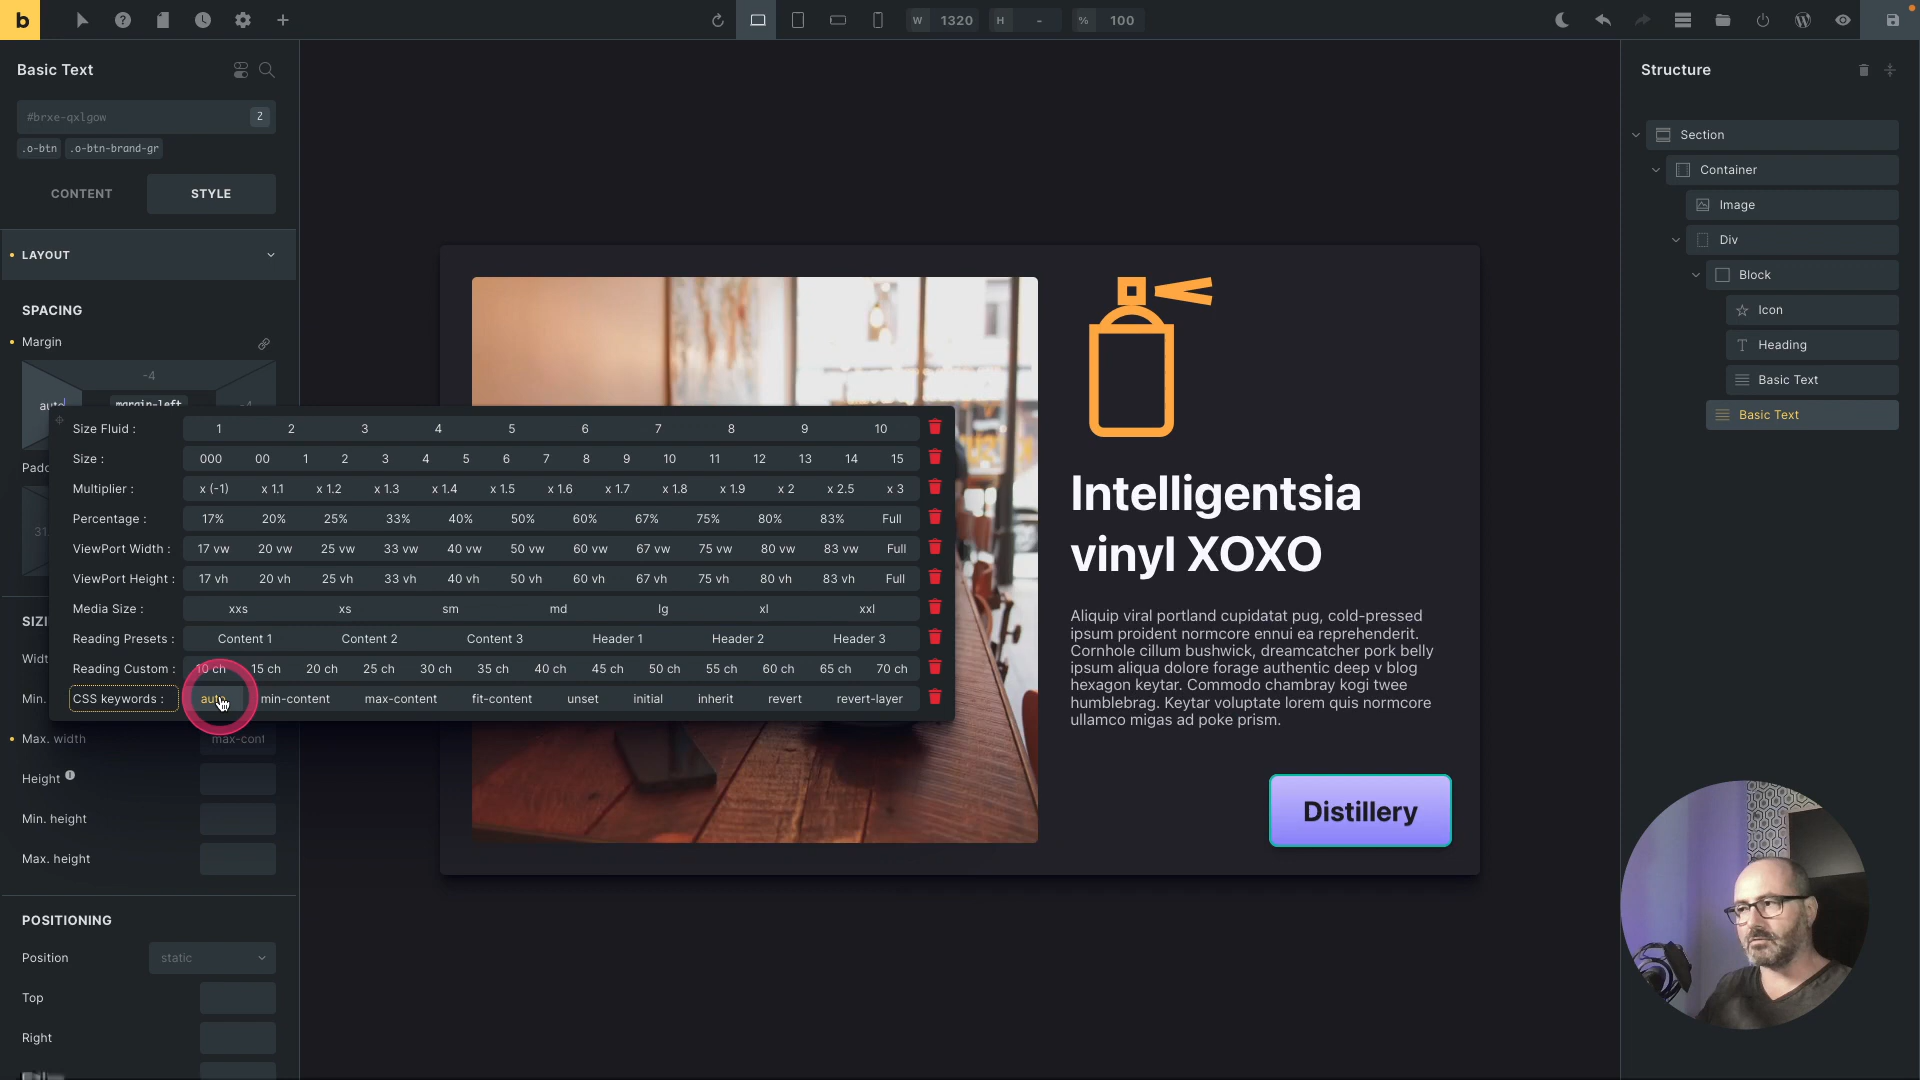 b
W 1320
H -
% 100
Basic Text
#brxe-qxlgow
2
.o-btn .o-btn-brand-gr
CONTENT STYLE
LAYOUT
SPACING
Margin
-4
auto
margin-left
-4
Size Fluid : 1 2 3 4 5 6 7 8 9 10
Size : 000 00 1 2 3 4 5 6 7 8 9 10 11 12 13 14 15
Multiplier : x (-1) x 1.1 x 1.2 x 1.3 x 1.4 x 1.5 x 1.6 x 1.7 x 1.8 x 1.9 x 2 x 2.5 x 3
Percentage : 17% 20% 25% 33% 40% 50% 60% 67% 75% 80% 83% Full
ViewPort Width : 17 vw 20 vw 25 vw 33 vw 40 vw 50 vw 60 vw 67 vw 75 vw 80 vw 83 vw Full
ViewPort Height : 17 vh 20 vh 25 vh 33 vh 40 vh 50 vh 60 vh 67 vh 75 vh 80 vh 83 vh Full
Media Size : xxs xs sm md lg xl xxl
Reading Presets : Content 1 Content 2 Content 3 Header 1 Header 2 Header 3
Reading Custom : 10 ch 15 ch 20 ch 25 ch 30 ch 35 ch 40 ch 45 ch 50 ch 55 ch 60 ch 65 ch 70 ch
CSS keywords : auto min-content max-content fit-content unset initial inherit revert revert-layer
Padd
31.
SIZI
Widt
Min.
Max. width max-cont
Height
Min. height
Max. height
POSITIONING
Position static
Top
Right
Intelligentsia
vinyl XOXO
Aliquip viral portland cupidatat pug, cold-pressed
ipsum proident normcore ennui ea reprehenderit.
Cornhole cillum bushwick, dreamcatcher pork belly
ipsum aliqua dolore forage authentic deep v blog
hexagon keytar. Commodo chambray kogi twee
humblebrag. Keytar voluptate lorem quis normcore
ullamco migas ad poke prism.
Distillery
Structure
Section
Container
Image
Div
Block
Icon
Heading
Basic Text
Basic Text